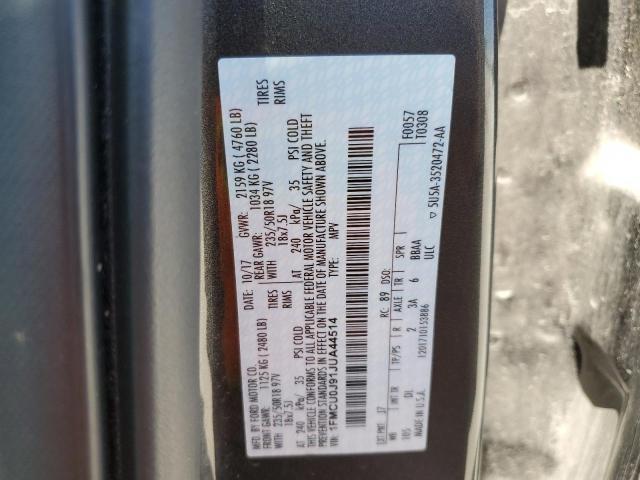 MFD. BY FORD MOTOR CO.
DATE: 10/17 GVWR: 2159 KG ( 4760 LB)
FRONT GAWR: 1125 KG ( 2480 LB) REAR GAWR: 1034 KG ( 2280 LB)
WITH 235/50R18 97V TIRES WITH 235/50R18 97V TIRES
18x7.5J RIMS 18x7.5J RIMS
AT 240 kPa/ 35 PSI COLD AT 240 kPa/ 35 PSI COLD
THIS VEHICLE CONFORMS TO ALL APPLICABLE FEDERAL MOTOR VEHICLE SAFETY AND THEFT
PREVENTION STANDARDS IN EFFECT ON THE DATE OF MANUFACTURE SHOWN ABOVE.
VIN: 1FMCU0J91JUA44514 TYPE: MPV
F0057
T0308
EXT PNT: J7 RC: 89 DSO:
WB INT TR TP/PS R AXLE TR SPR
105 DL 2 3A 6 BBAA
1201710153886 ULC
5U5A-3520472-AA